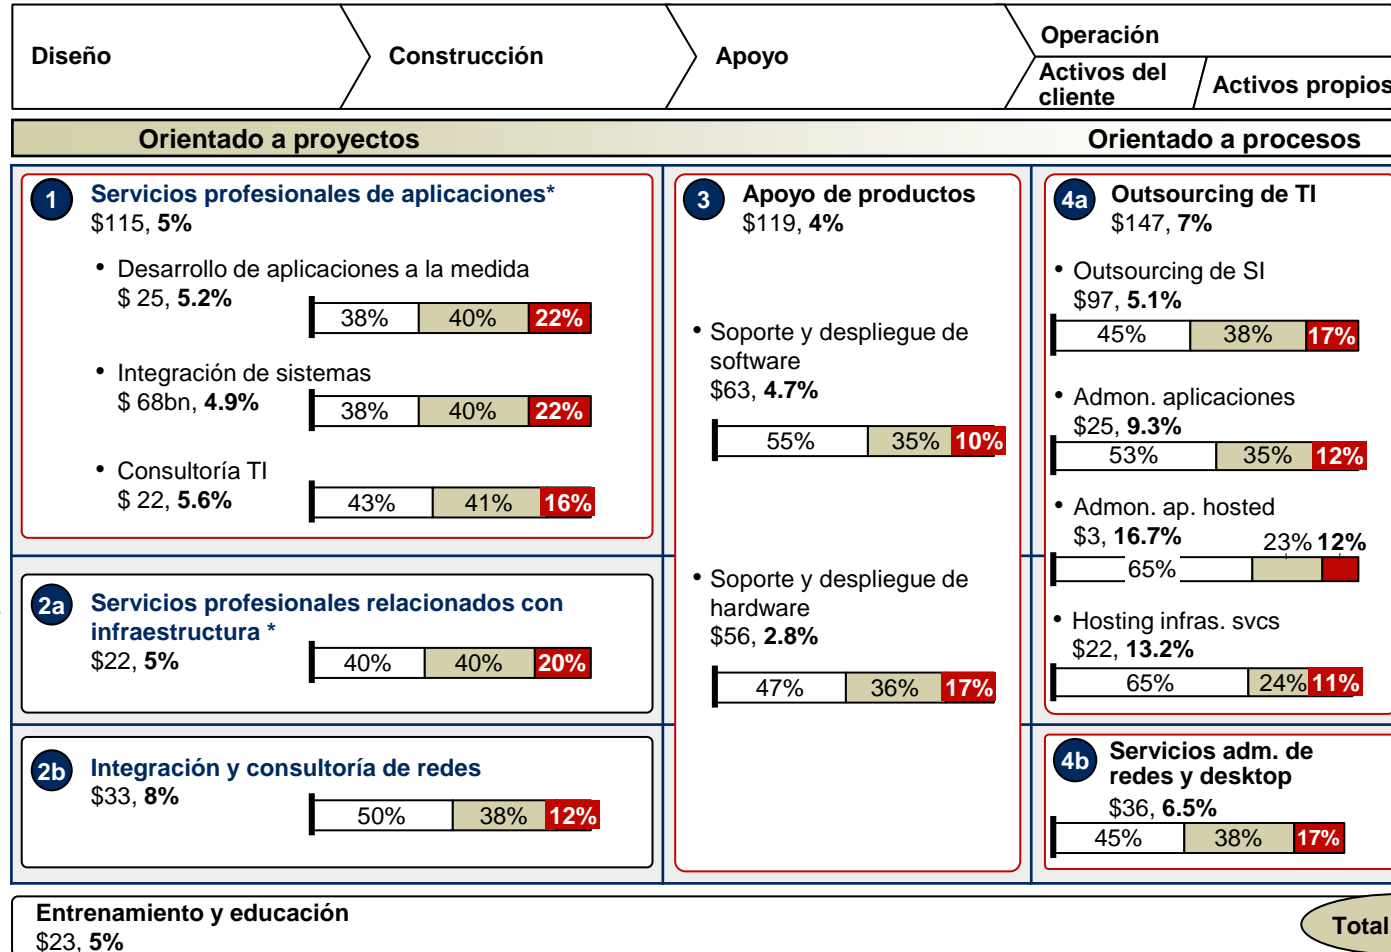 Diseño
Construcción
Apoyo
Operación
Activos del
cliente
Activos propios
Orientado a proyectos
Orientado a procesos
1
Servicios profesionales de aplicaciones*
$115, 5%
• Desarrollo de aplicaciones a la medida
$ 25, 5.2%
38% 40% 22%
• Integración de sistemas
$ 68bn, 4.9%
38% 40% 22%
• Consultoría TI
$ 22, 5.6%
43% 41% 16%
2a
Servicios profesionales relacionados con
infraestructura *
$22, 5%
40% 40% 20%
2b
Integración y consultoría de redes
$33, 8%
50% 38% 12%
3
Apoyo de productos
$119, 4%
• Soporte y despliegue de
software
$63, 4.7%
55% 35% 10%
• Soporte y despliegue de
hardware
$56, 2.8%
47% 36% 17%
4a
Outsourcing de TI
$147, 7%
• Outsourcing de SI
$97, 5.1%
45% 38% 17%
• Admon. aplicaciones
$25, 9.3%
53% 35% 12%
• Admon. ap. hosted
$3, 16.7%
23% 12%
65%
• Hosting infras. svcs
$22, 13.2%
65% 24% 11%
4b
Servicios adm. de
redes y desktop
$36, 6.5%
45% 38% 17%
Entrenamiento y educación
$23, 5%
Total